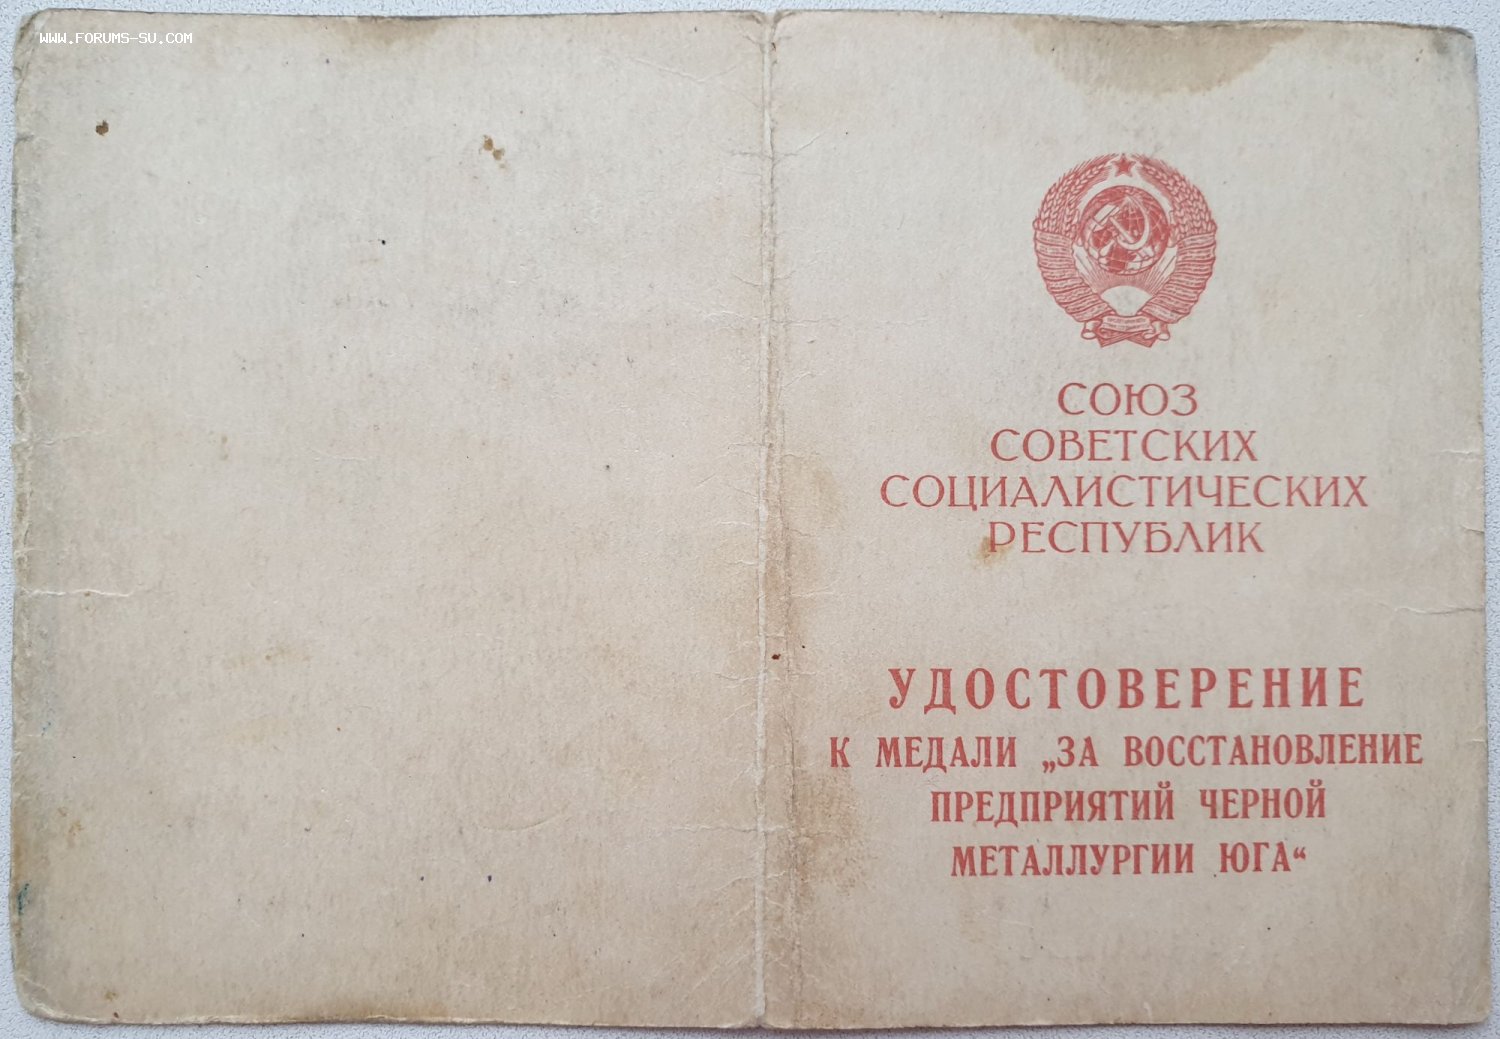 WWW.FORUMS-SU.COM
СОЮЗ
СОВЕТСКИХ
СОЦИАЛИСТИЧЕСКИХ
РЕСПУБЛИК
УДОСТОВЕРЕНИЕ
К МЕДАЛИ „ЗА ВОССТАНОВЛЕНИЕ
ПРЕДПРИЯТИЙ ЧЕРНОЙ
МЕТАЛЛУРГИИ ЮГА“